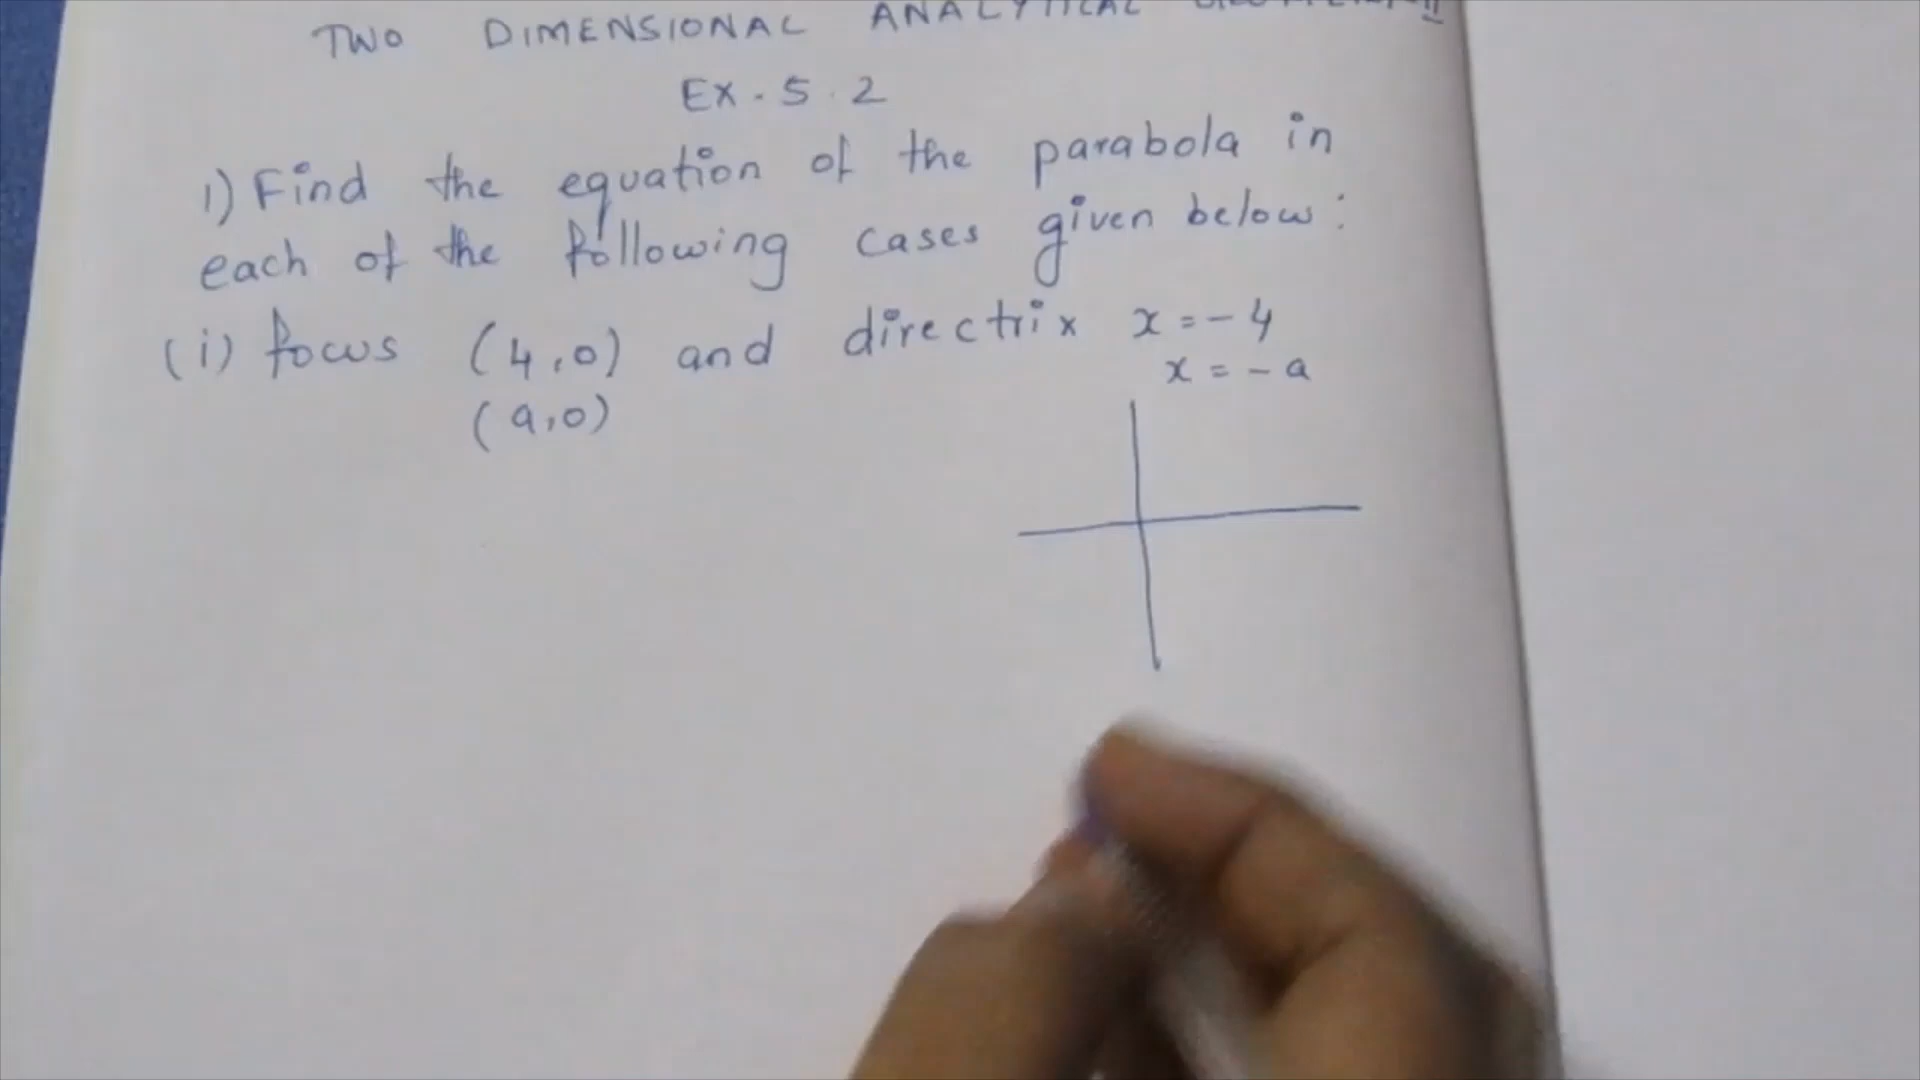 TWO DIMENSIONAL ANALYTICAL
EX. 5.2
1) Find the equation of the parabola in
each of the following cases given below:
(i) focus (4,0) and directrix x = -4
x = -a
(a,0)